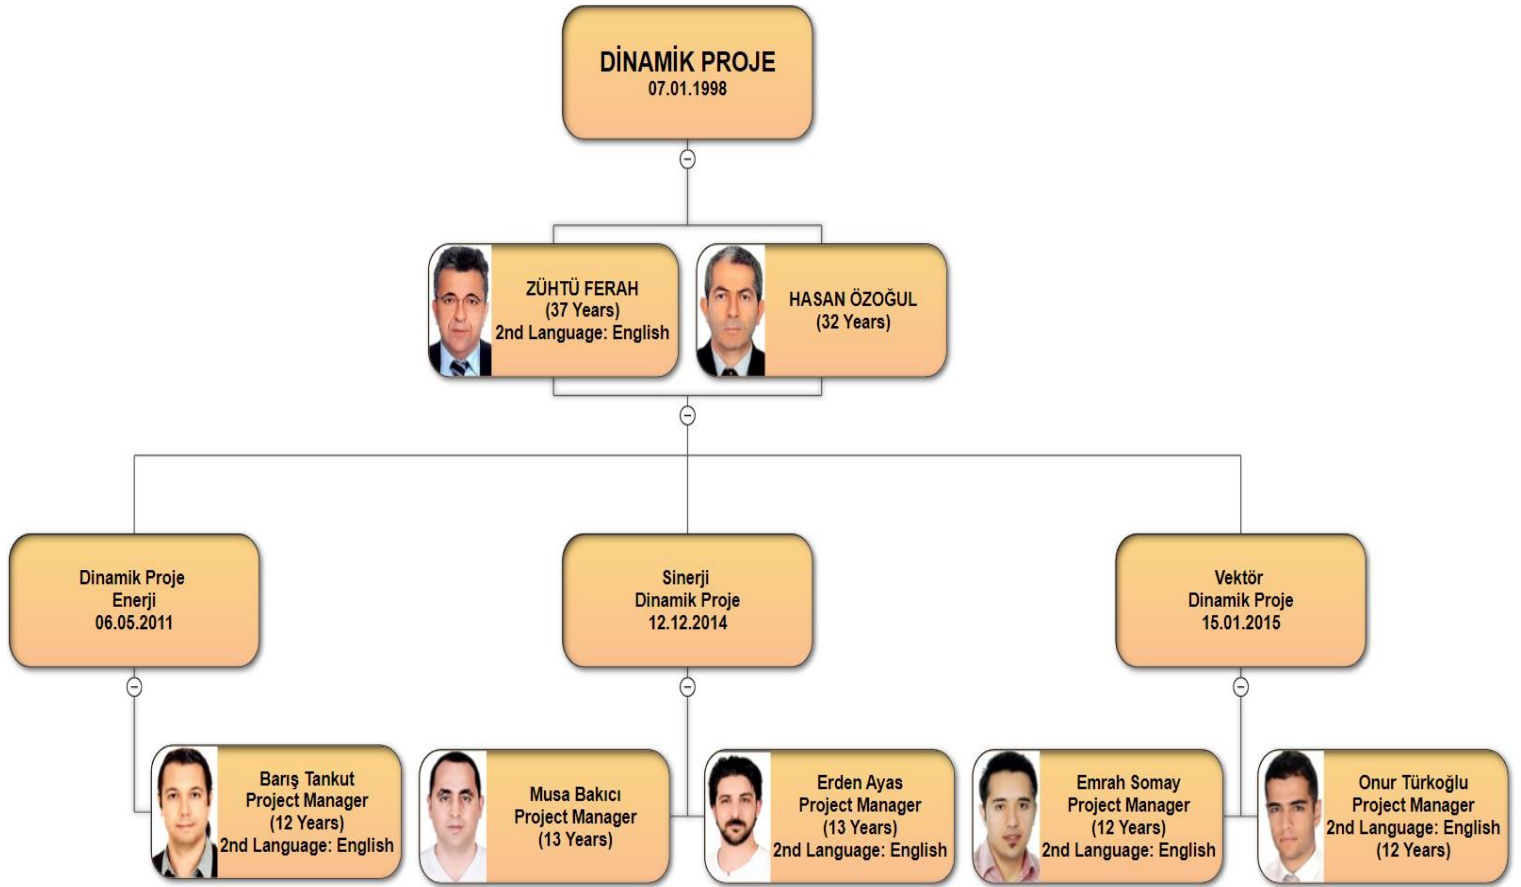 DİNAMİK PROJE
07.01.1998
ZÜHTÜ FERAH
(37 Years)
2nd Language: English
HASAN ÖZOĞUL
(32 Years)
Dinamik Proje
Enerji
06.05.2011
Sinerji
Dinamik Proje
12.12.2014
Vektör
Dinamik Proje
15.01.2015
Barış Tankut
Project Manager
(12 Years)
2nd Language: English
Musa Bakıcı
Project Manager
(13 Years)
Erden Ayas
Project Manager
(13 Years)
2nd Language: English
Emrah Somay
Project Manager
(12 Years)
2nd Language: English
Onur Türkoğlu
Project Manager
2nd Language: English
(12 Years)